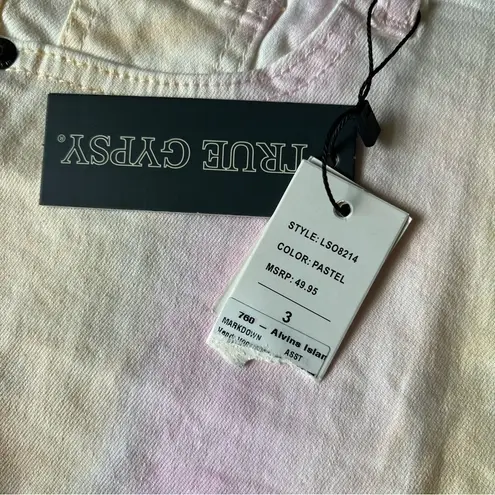 TRUE GYPSY®
STYLE: LSO8214
COLOR: PASTEL
MSRP: 49.95
3
760 - Alvins Islan
MARKDOWN ASST